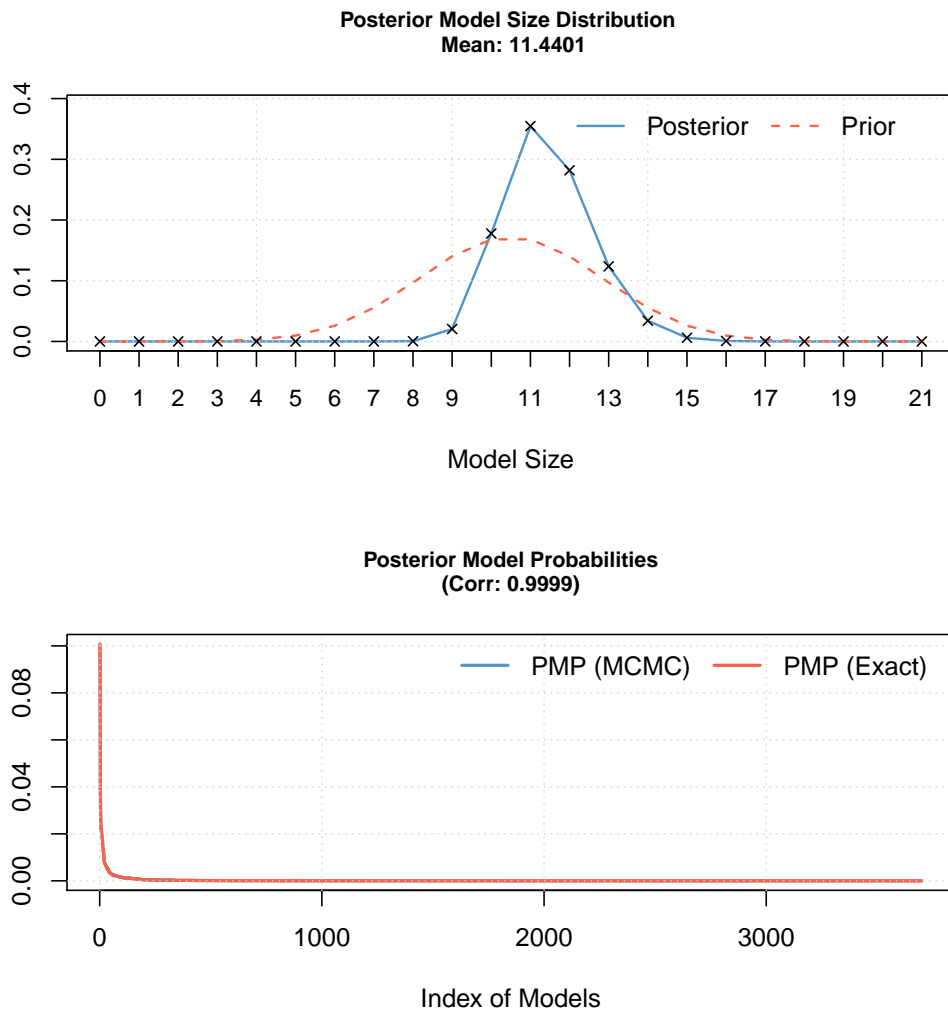 Posterior Model Size Distribution
Mean: 11.4401
0.4
0.3
0.2
0.1
0.0
Posterior
Prior
0 1 2 3 4 5 6 7 8 9 11 13 15 17 19 21
Model Size
Posterior Model Probabilities
(Corr: 0.9999)
0.08
0.04
0.00
PMP (MCMC)
PMP (Exact)
0 1000 2000 3000
Index of Models